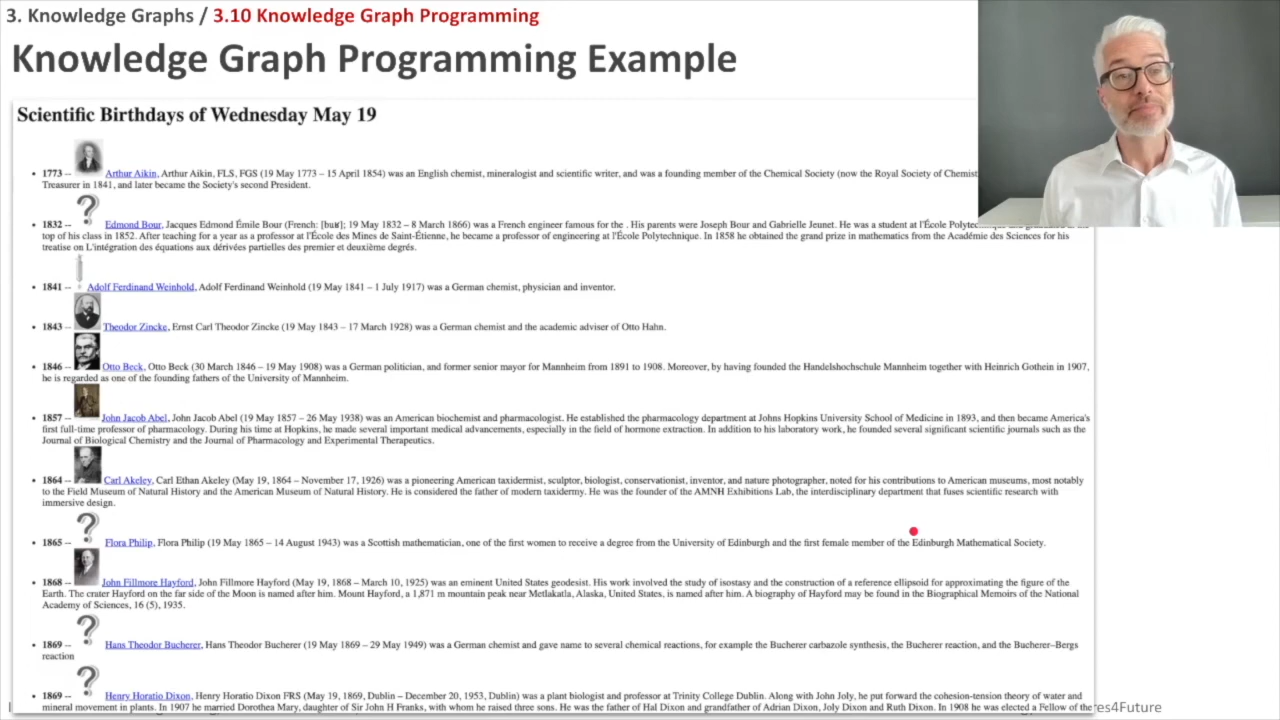 3. Knowledge Graphs / 3.10 Knowledge Graph Programming
Knowledge Graph Programming Example
Scientific Birthdays of Wednesday May 19
• 1773 -- Arthur Aikin, Arthur Aikin, FLS, FGS (19 May 1773 – 15 April 1854) was an English chemist, mineralogist and scientific writer, and was a founding member of the Chemical Society (now the Royal Society of Chemist
Treasurer in 1841, and later became the Society's second President.
?
• 1832 -- Edmond Bour, Jacques Edmond Émile Bour (French: [buʁ]; 19 May 1832 – 8 March 1866) was a French engineer famous for the . His parents were Joseph Bour and Gabrielle Jeunet. He was a student at l'École
top of his class in 1852. After teaching for a year as a professor at l'École des Mines de Saint-Étienne, he became a professor of engineering at l'École Polytechnique. In 1858 he obtained the grand prize in mathematics from the Académie des Sciences for his
treatise on L'intégration des équations aux dérivées partielles des premier et deuxième degrés.
• 1841 -- Adolf Ferdinand Weinhold, Adolf Ferdinand Weinhold (19 May 1841 – 1 July 1917) was a German chemist, physician and inventor.
• 1843 -- Theodor Zincke, Ernst Carl Theodor Zincke (19 May 1843 – 17 March 1928) was a German chemist and the academic adviser of Otto Hahn.
• 1846 -- Otto Beck, Otto Beck (30 March 1846 – 19 May 1908) was a German politician, and former senior mayor for Mannheim from 1891 to 1908. Moreover, by having founded the Handelshochschule Mannheim together with Heinrich Gothein in 1907,
he is regarded as one of the founding fathers of the University of Mannheim.
• 1857 -- John Jacob Abel, John Jacob Abel (19 May 1857 – 26 May 1938) was an American biochemist and pharmacologist. He established the pharmacology department at Johns Hopkins University School of Medicine in 1893, and then became America's
first full-time professor of pharmacology. During his time at Hopkins, he made several important medical advancements, especially in the field of hormone extraction. In addition to his laboratory work, he founded several significant scientific journals such as the
Journal of Biological Chemistry and the Journal of Pharmacology and Experimental Therapeutics.
• 1864 -- Carl Akeley, Carl Ethan Akeley (May 19, 1864 – November 17, 1926) was a pioneering American taxidermist, sculptor, biologist, conservationist, inventor, and nature photographer, noted for his contributions to American museums, most notably
to the Field Museum of Natural History and the American Museum of Natural History. He is considered the father of modern taxidermy. He was the founder of the AMNH Exhibitions Lab, the interdisciplinary department that fuses scientific research with
immersive design.
?
• 1865 -- Flora Philip, Flora Philip (19 May 1865 – 14 August 1943) was a Scottish mathematician, one of the first women to receive a degree from the University of Edinburgh and the first female member of the Edinburgh Mathematical Society.
• 1868 -- John Fillmore Hayford, John Fillmore Hayford (May 19, 1868 – March 10, 1925) was an eminent United States geodesist. His work involved the study of isostasy and the construction of a reference ellipsoid for approximating the figure of the
Earth. The crater Hayford on the far side of the Moon is named after him. Mount Hayford, a 1,871 m mountain peak near Metlakatla, Alaska, United States, is named after him. A biography of Hayford may be found in the Biographical Memoirs of the National
Academy of Sciences, 16 (5), 1935.
?
• 1869 -- Hans Theodor Bucherer, Hans Theodor Bucherer (19 May 1869 – 29 May 1949) was a German chemist and gave name to several chemical reactions, for example the Bucherer carbazole synthesis, the Bucherer reaction, and the Bucherer–Bergs
reaction
?
• 1869 -- Henry Horatio Dixon, Henry Horatio Dixon FRS (May 19, 1869, Dublin – December 20, 1953, Dublin) was a plant biologist and professor at Trinity College Dublin. Along with John Joly, he put forward the cohesion-tension theory of water and
mineral movement in plants. In 1907 he married Dorothea Mary, daughter of Sir John H Franks, with whom he raised three sons. He was the father of Hal Dixon and grandfather of Adrian Dixon, Joly Dixon and Ruth Dixon. In 1908 he was elected a Fellow of the
res4Future